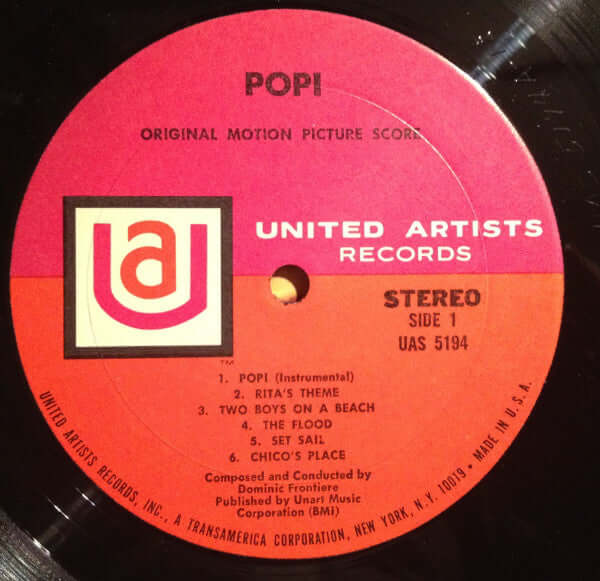 POPI
ORIGINAL MOTION PICTURE SCORE
ua
UNITED ARTISTS
RECORDS
TM
STEREO
SIDE 1
UAS 5194
1. POPI (Instrumental)
2. RITA'S THEME
3. TWO BOYS ON A BEACH
4. THE FLOOD
5. SET SAIL
6. CHICO'S PLACE
Composed and Conducted by
Dominic Frontiere
Published by Unart Music
Corporation (BMI)
UNITED ARTISTS RECORDS, INC., A TRANSAMERICA CORPORATION, NEW YORK, N.Y. 10019 • MADE IN U.S.A.